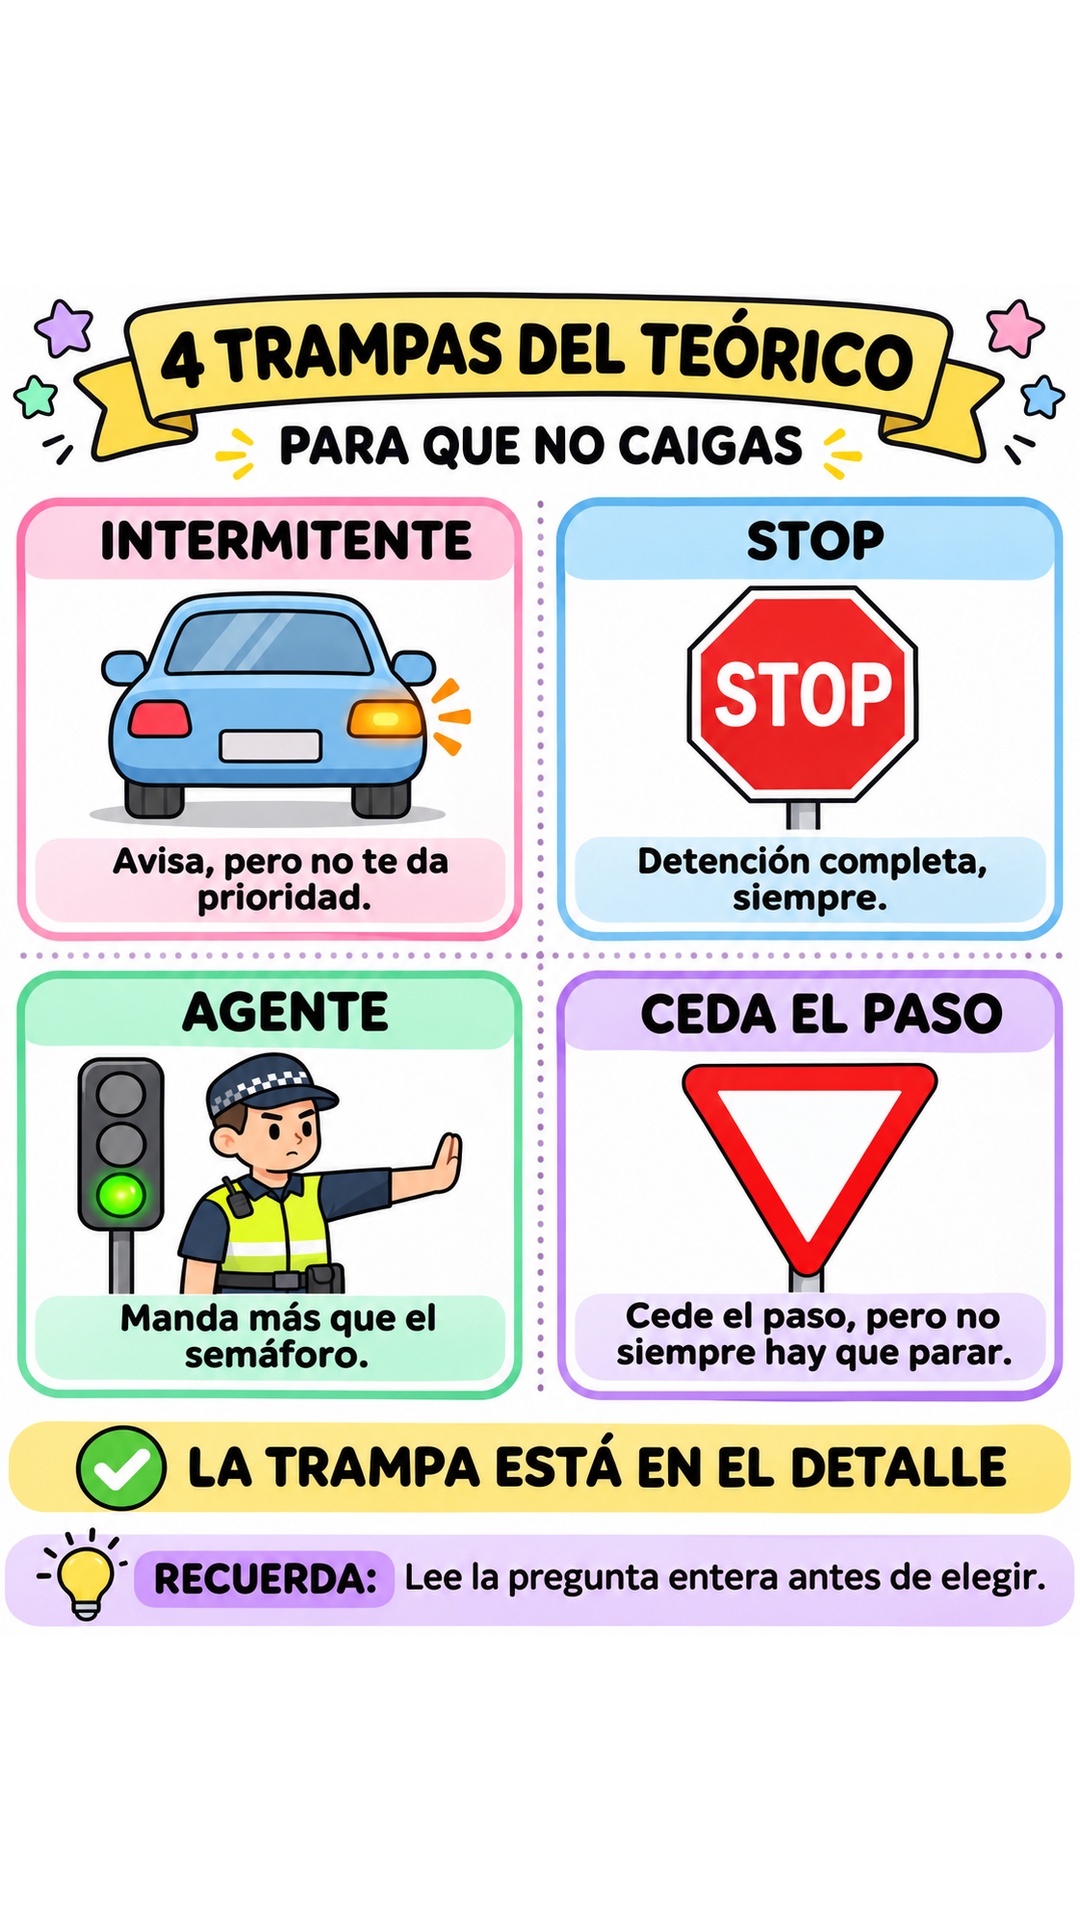 4 TRAMPAS DEL TEÓRICO
PARA QUE NO CAIGAS
INTERMITENTE
Avisa, pero no te da
prioridad.
STOP
STOP
Detención completa,
siempre.
AGENTE
Manda más que el
semáforo.
CEDA EL PASO
Cede el paso, pero no
siempre hay que parar.
LA TRAMPA ESTÁ EN EL DETALLE
RECUERDA: Lee la pregunta entera antes de elegir.